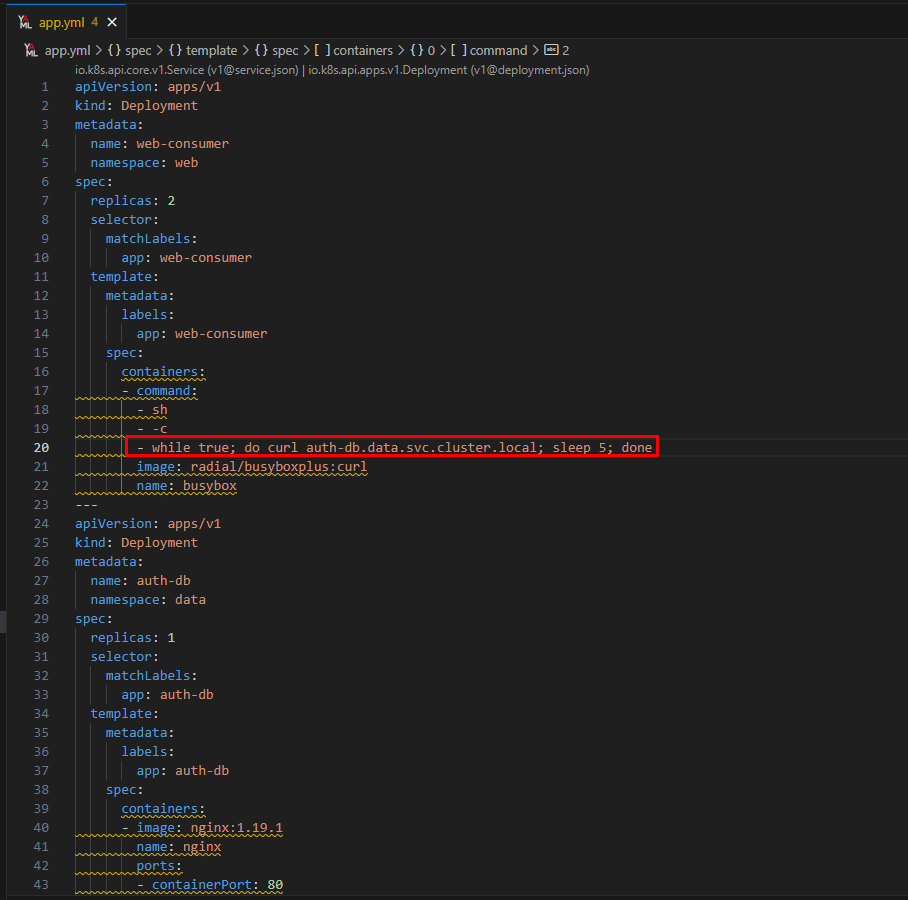 YAML app.yml 4 ×
YAML app.yml > {} spec > {} template > {} spec > [ ] containers > {} 0 > [ ] command > abc 2
io.k8s.api.core.v1.Service (v1@service.json) | io.k8s.api.apps.v1.Deployment (v1@deployment.json)
1 apiVersion: apps/v1
2 kind: Deployment
3 metadata:
4   name: web-consumer
5   namespace: web
6 spec:
7   replicas: 2
8   selector:
9     matchLabels:
10       app: web-consumer
11   template:
12     metadata:
13       labels:
14         app: web-consumer
15     spec:
16       containers:
17       - command:
18         - sh
19         - -c
20         - while true; do curl auth-db.data.svc.cluster.local; sleep 5; done
21         image: radial/busyboxplus:curl
22         name: busybox
23 ---
24 apiVersion: apps/v1
25 kind: Deployment
26 metadata:
27   name: auth-db
28   namespace: data
29 spec:
30   replicas: 1
31   selector:
32     matchLabels:
33       app: auth-db
34   template:
35     metadata:
36       labels:
37         app: auth-db
38     spec:
39       containers:
40       - image: nginx:1.19.1
41         name: nginx
42         ports:
43         - containerPort: 80